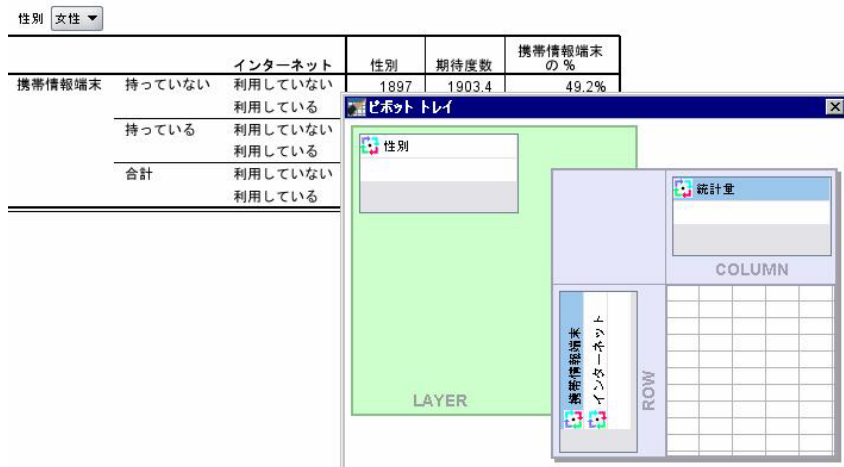 性別 女性
インターネット 性別 期待度数 携帯情報端末の %
携帯情報端末 持っていない 利用していない 1897 1903.4 49.2%
利用している
持っている 利用していない
利用している
合計 利用していない
利用している
ピボット トレイ
性別
統計量
COLUMN
携帯情報端末
インターネット
ROW
LAYER